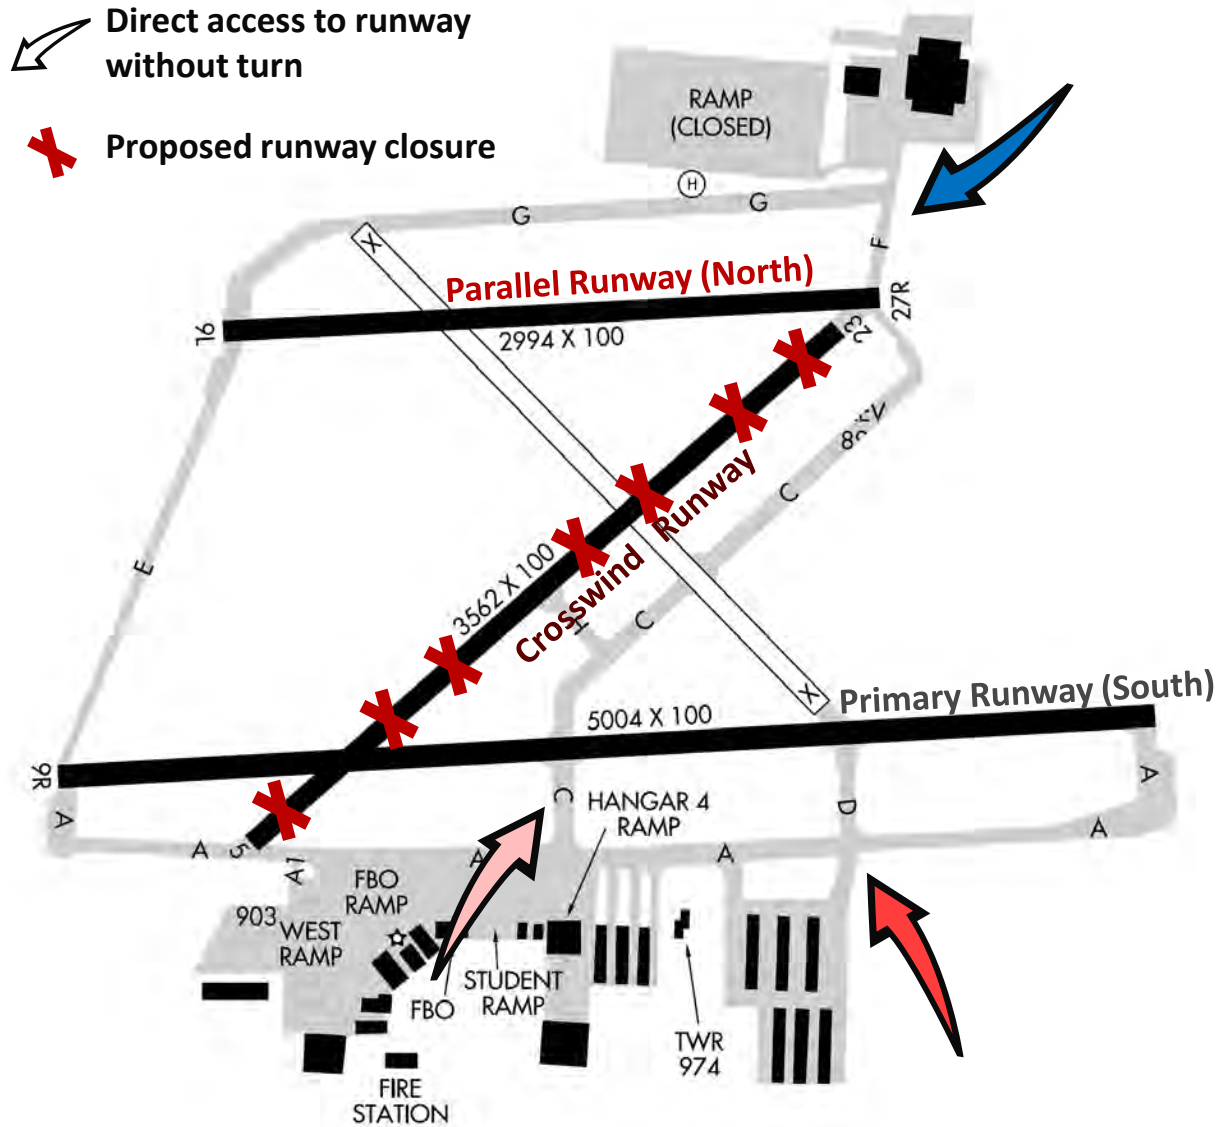 Direct access to runway
without turn
Proposed runway closure
RAMP
(CLOSED)
H
G
G
F
X
Parallel Runway (North)
27R
16
2994 X 100
23
C
E
3562 X 100
Crosswind Runway
C
X
Primary Runway (South)
5004 X 100
9R
A
C
HANGAR 4
RAMP
D
A
A
A
5
A
A
A1
FBO
RAMP
903
WEST
RAMP
STUDENT
RAMP
FBO
TWR
974
FIRE
STATION